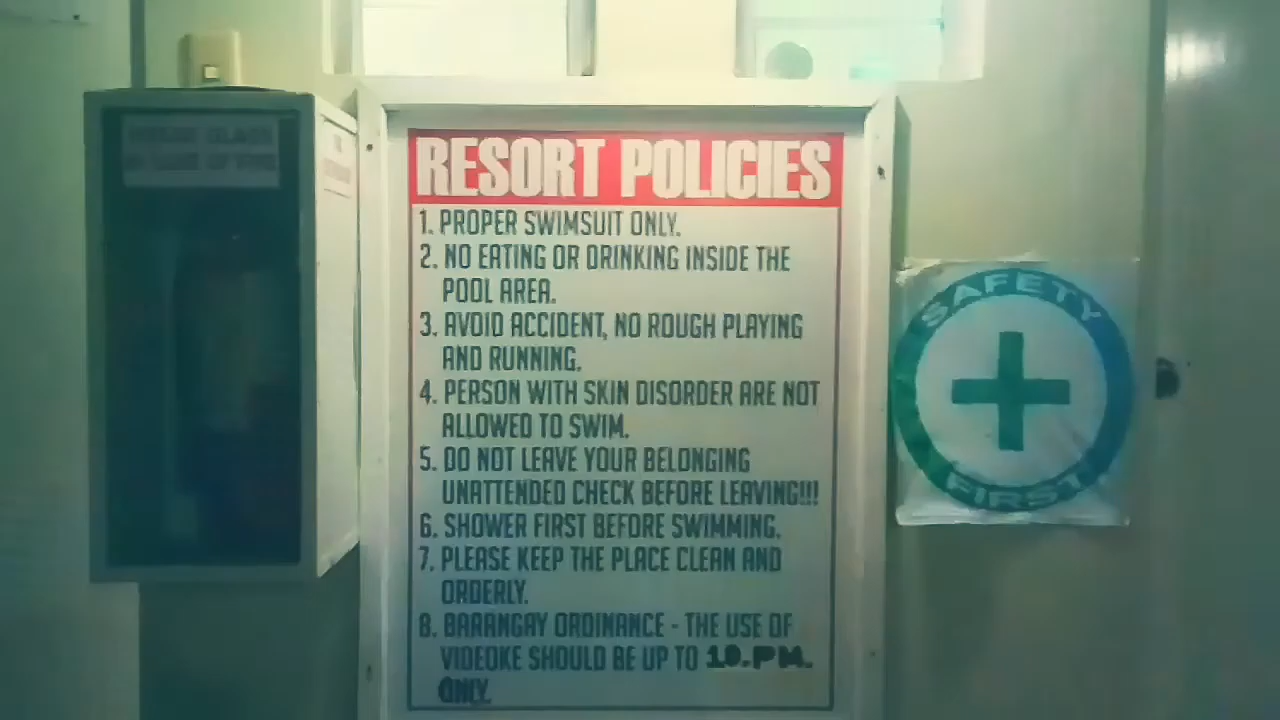 RESORT POLICIES
1. PROPER SWIMSUIT ONLY.
2. NO EATING OR DRINKING INSIDE THE
POOL AREA.
3. AVOID ACCIDENT, NO ROUGH PLAYING
AND RUNNING.
4. PERSON WITH SKIN DISORDER ARE NOT
ALLOWED TO SWIM.
5. DO NOT LEAVE YOUR BELONGING
UNATTENDED CHECK BEFORE LEAVING!!!
6. SHOWER FIRST BEFORE SWIMMING.
7. PLEASE KEEP THE PLACE CLEAN AND
ORDERLY.
8. BARANGAY ORDINANCE - THE USE OF
VIDEOKE SHOULD BE UP TO 10.PM.
ONLY.
SAFETY
FIRST